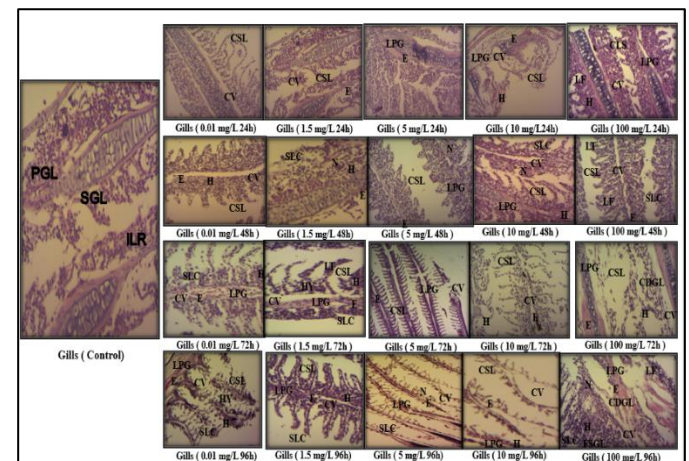 PGL
SGL
ILR
Gills ( Control)
CSL
CV
Gills ( 0.01 mg/L 24h)
CV CSL
E
Gills ( 1.5 mg/L 24h)
LPG
E
Gills ( 5 mg/L 24h)
E
LPG CV
CSL
H
Gills ( 10 mg/L24h)
CLS
LPG
LF
CV
H
Gills ( 100 mg/L 24h)
E H CV
CSL
Gills ( 0.01 mg/L 48h)
SLC
N
H
E
Gills ( 1.5 mg/L 48h)
N
CSL
LPG
Gills ( 5 mg/L 48h)
SLC
CV
N
CSL
LPG
H
Gills ( 10 mg/L 48h)
LT
CSL CV
SLC
LF
E
Gills ( 100 mg/L 48h)
SLC H
CV E LPG
Gills ( 0.01 mg/L 72h)
LT
CSL
HY H
CV LPG E
SLC
Gills ( 1.5 mg/L 72h)
E LPG CV
CSL
Gills ( 5 mg/L 72h)
CSL
CV
H E
Gills ( 10 mg/L 72h)
LPG CSL
CDGL
H
E CV
Gills ( 100 mg/L 72h)
LPG
E CV CSL
HY
H
SLC
Gills ( 0.01 mg/L 96h)
CSL
LPG E H
CV
SLC
Gills ( 1.5 mg/L 96h)
N CV
LPG E
SLC
Gills ( 5 mg/L 96h)
CSL
CV
E
LPG H
Gills ( 10 mg/L 96h)
LPG LF
N E
CDGL
H
SLC FSGL CV
Gills ( 100 mg/L 96h)